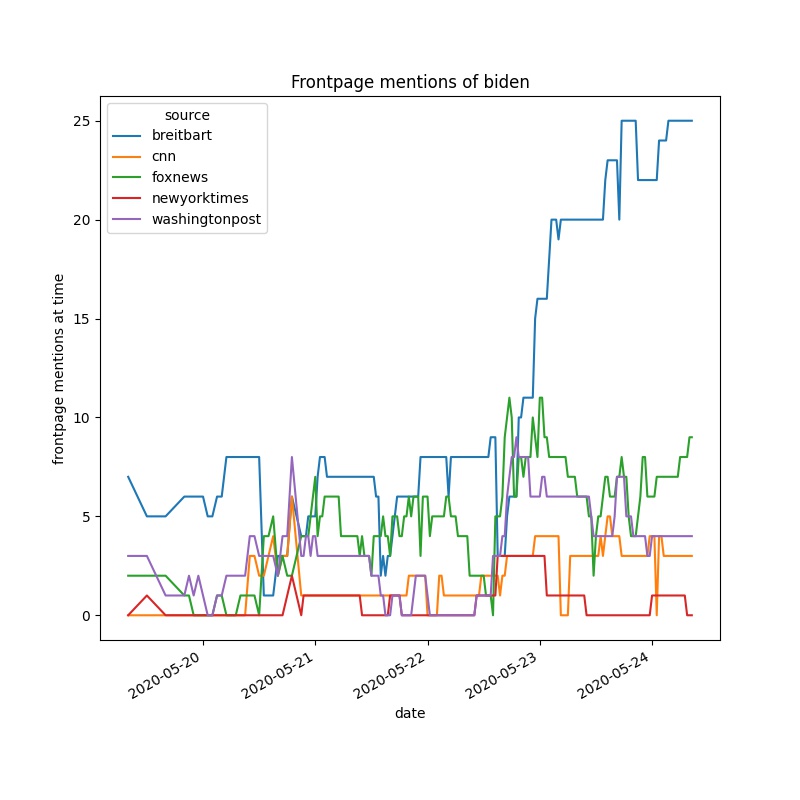 Frontpage mentions of biden
source
breitbart
cnn
foxnews
newyorktimes
washingtonpost
frontpage mentions at time
25
20
15
10
5
0
2020-05-20
2020-05-21
2020-05-22
2020-05-23
2020-05-24
date